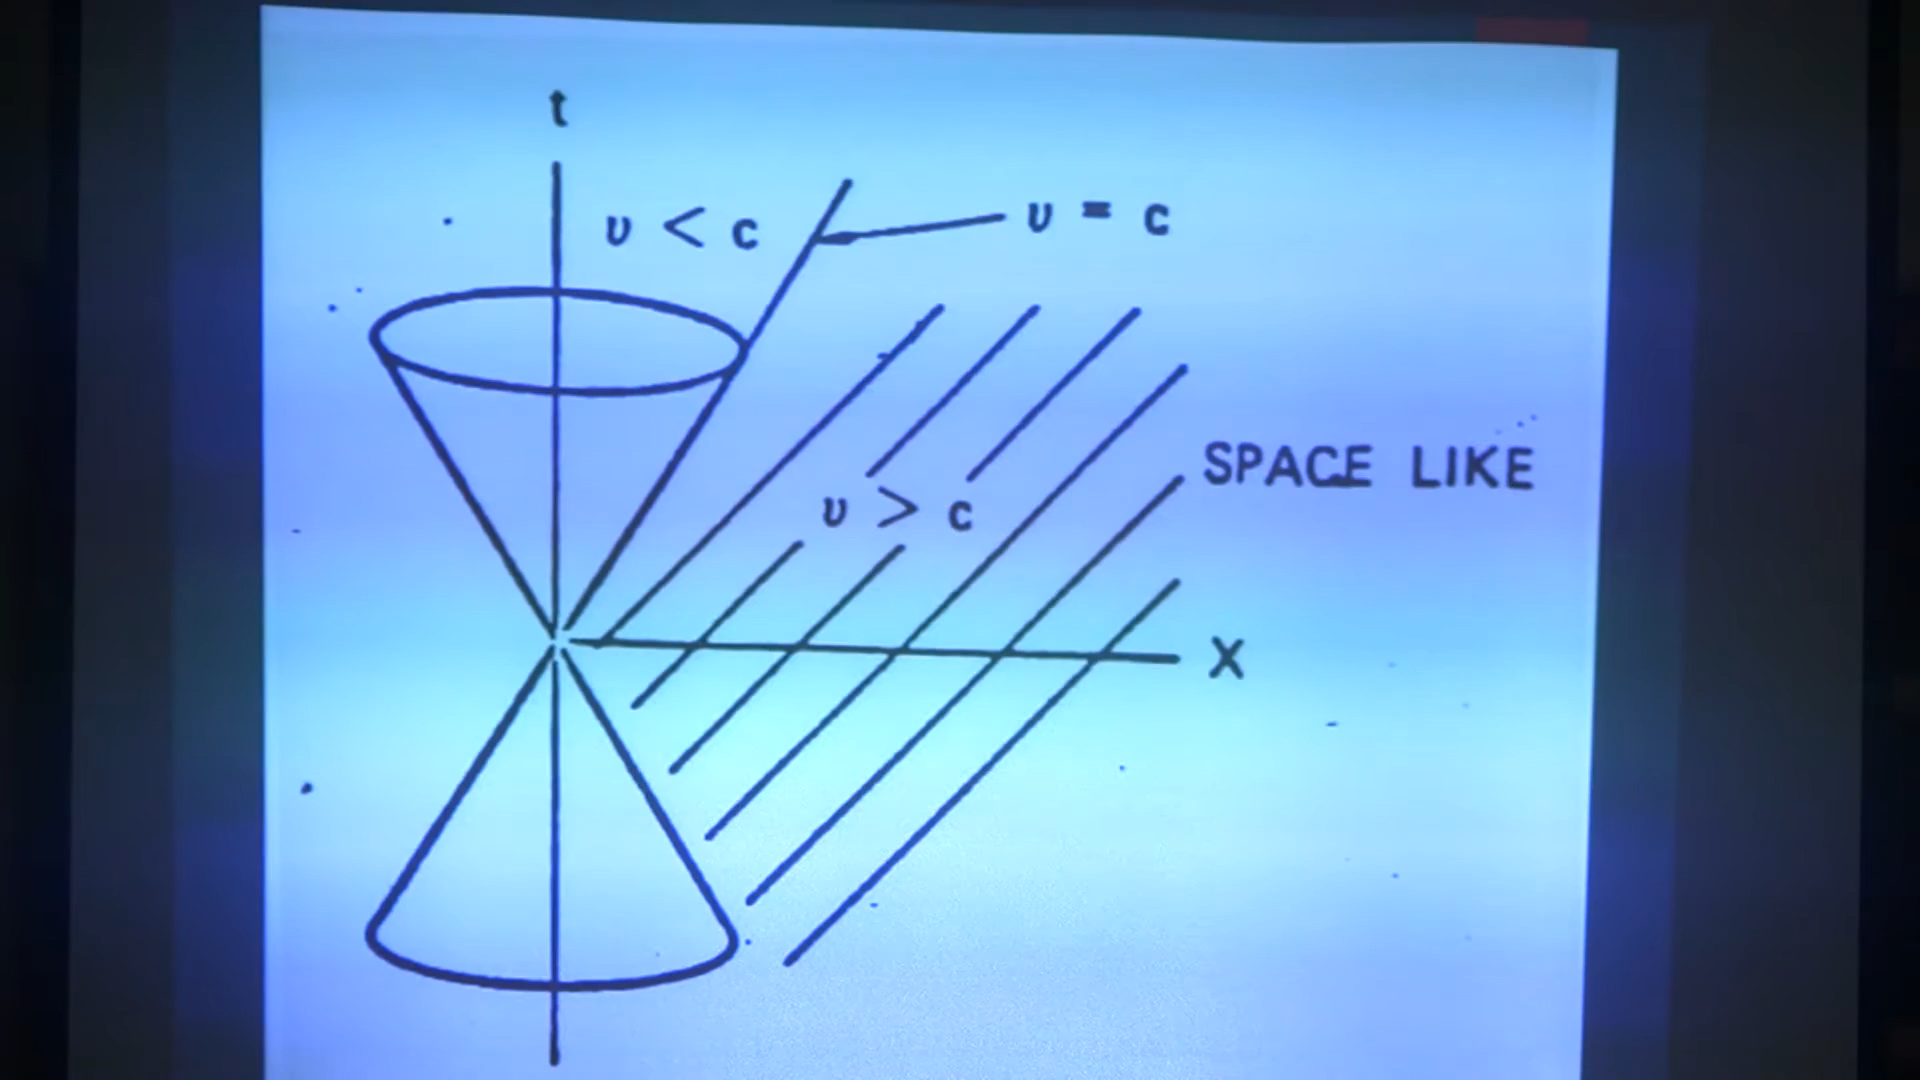 t
υ < c
υ = c
SPACE LIKE
υ > c
X